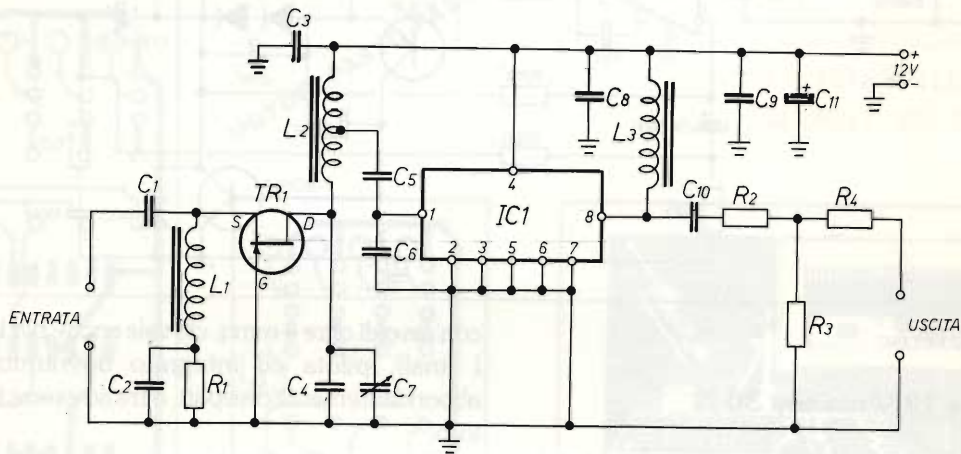 C3
+
12V
-
C8
L3
C9
+
C11
L2
C1
TR1
C5
4
C10
R2
R4
S
D
1
IC1
8
L1
G
C6
2 3 5 6 7
ENTRATA
R3
USCITA
C2
R1
C4
C7